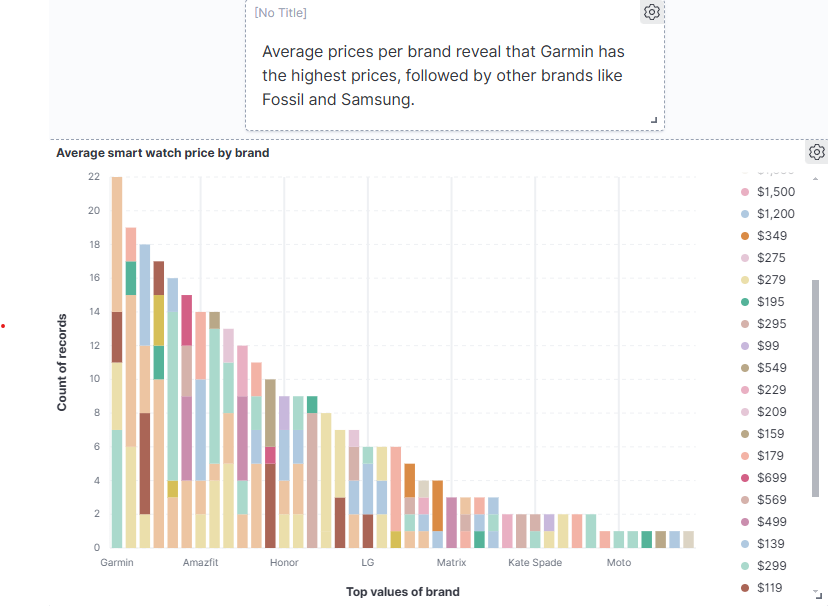 [No Title]
Average prices per brand reveal that Garmin has
the highest prices, followed by other brands like
Fossil and Samsung.
Average smart watch price by brand
22
20
18
16
14
12
10
8
6
4
2
0
Count of records
Garmin
Amazfit
Honor
LG
Matrix
Kate Spade
Moto
Top values of brand
$1,500
$1,200
$349
$275
$279
$195
$295
$99
$549
$229
$209
$159
$179
$699
$569
$499
$139
$299
$119